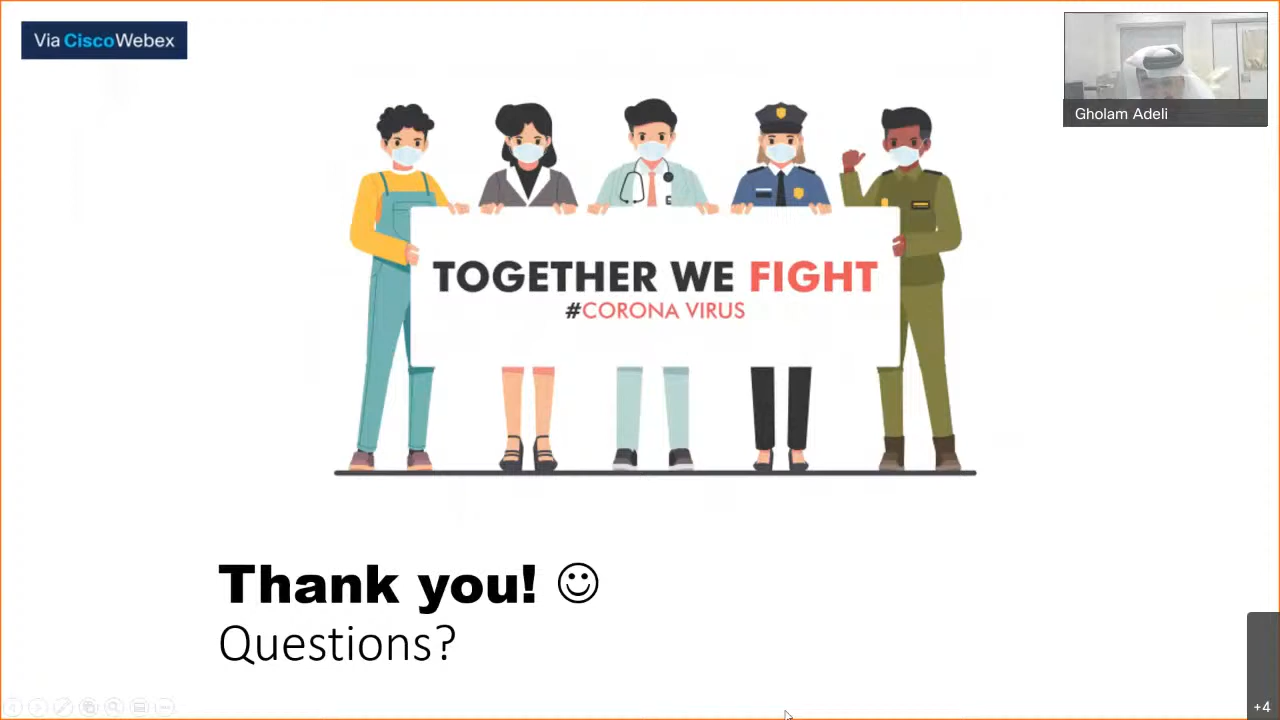 Via CiscoWebex
Gholam Adeli
TOGETHER WE FIGHT
#CORONA VIRUS
Thank you! ☺
Questions?
+4